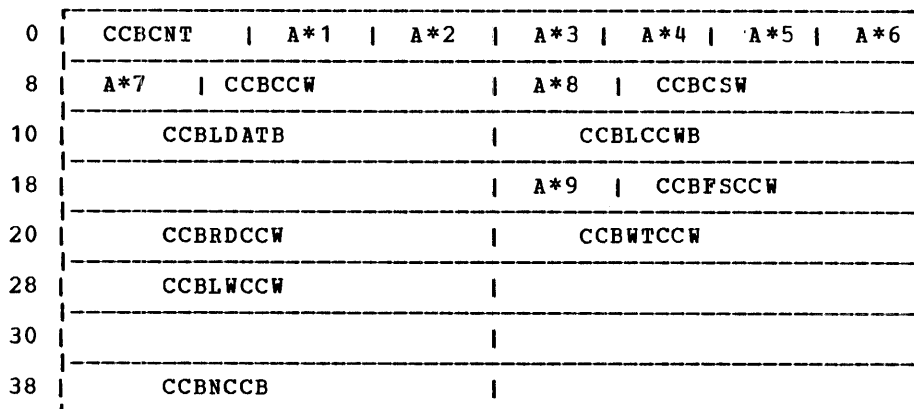 0 | CCBCNT | A*1 | A*2 | A*3 | A*4 | A*5 | A*6
8 | A*7 | CCBCCW | A*8 | CCBCSW
10 | CCBLDATB | CCBLCCWB
18 | | A*9 | CCBFSCCW
20 | CCBRDCCW | CCBWTCCW
28 | CCBLWCCW |
30 | |
38 | CCBNCCB |